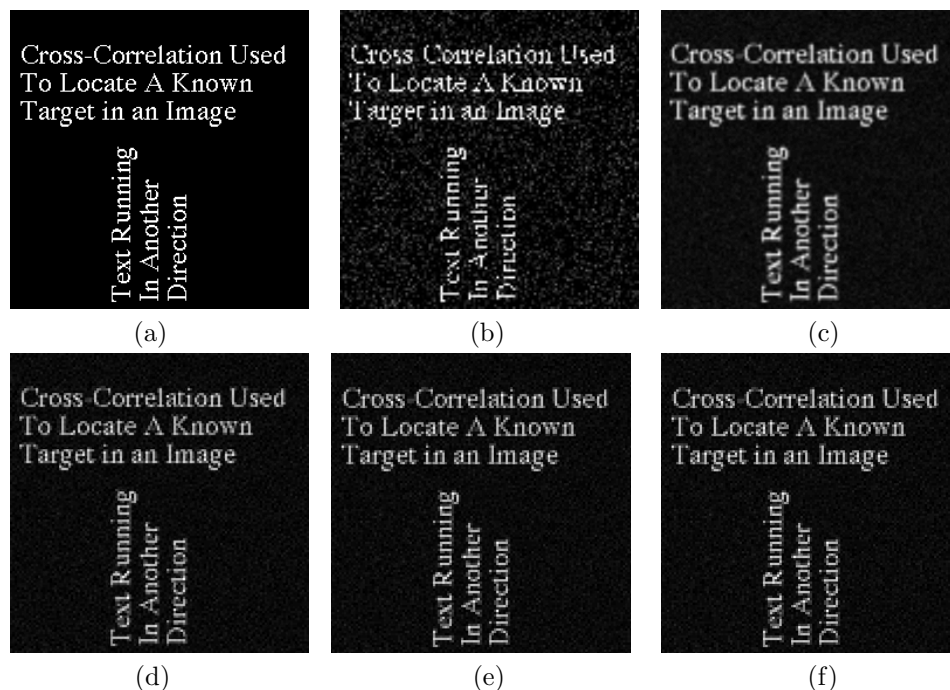 Cross-Correlation Used
To Locate A Known
Target in an Image
Text Running
In Another
Direction
(a)
Cross-Correlation Used
To Locate A Known
Target in an Image
Text Running
In Another
Direction
(b)
Cross-Correlation Used
To Locate A Known
Target in an Image
Text Running
In Another
Direction
(c)
Cross-Correlation Used
To Locate A Known
Target in an Image
Text Running
In Another
Direction
(d)
Cross-Correlation Used
To Locate A Known
Target in an Image
Text Running
In Another
Direction
(e)
Cross-Correlation Used
To Locate A Known
Target in an Image
Text Running
In Another
Direction
(f)